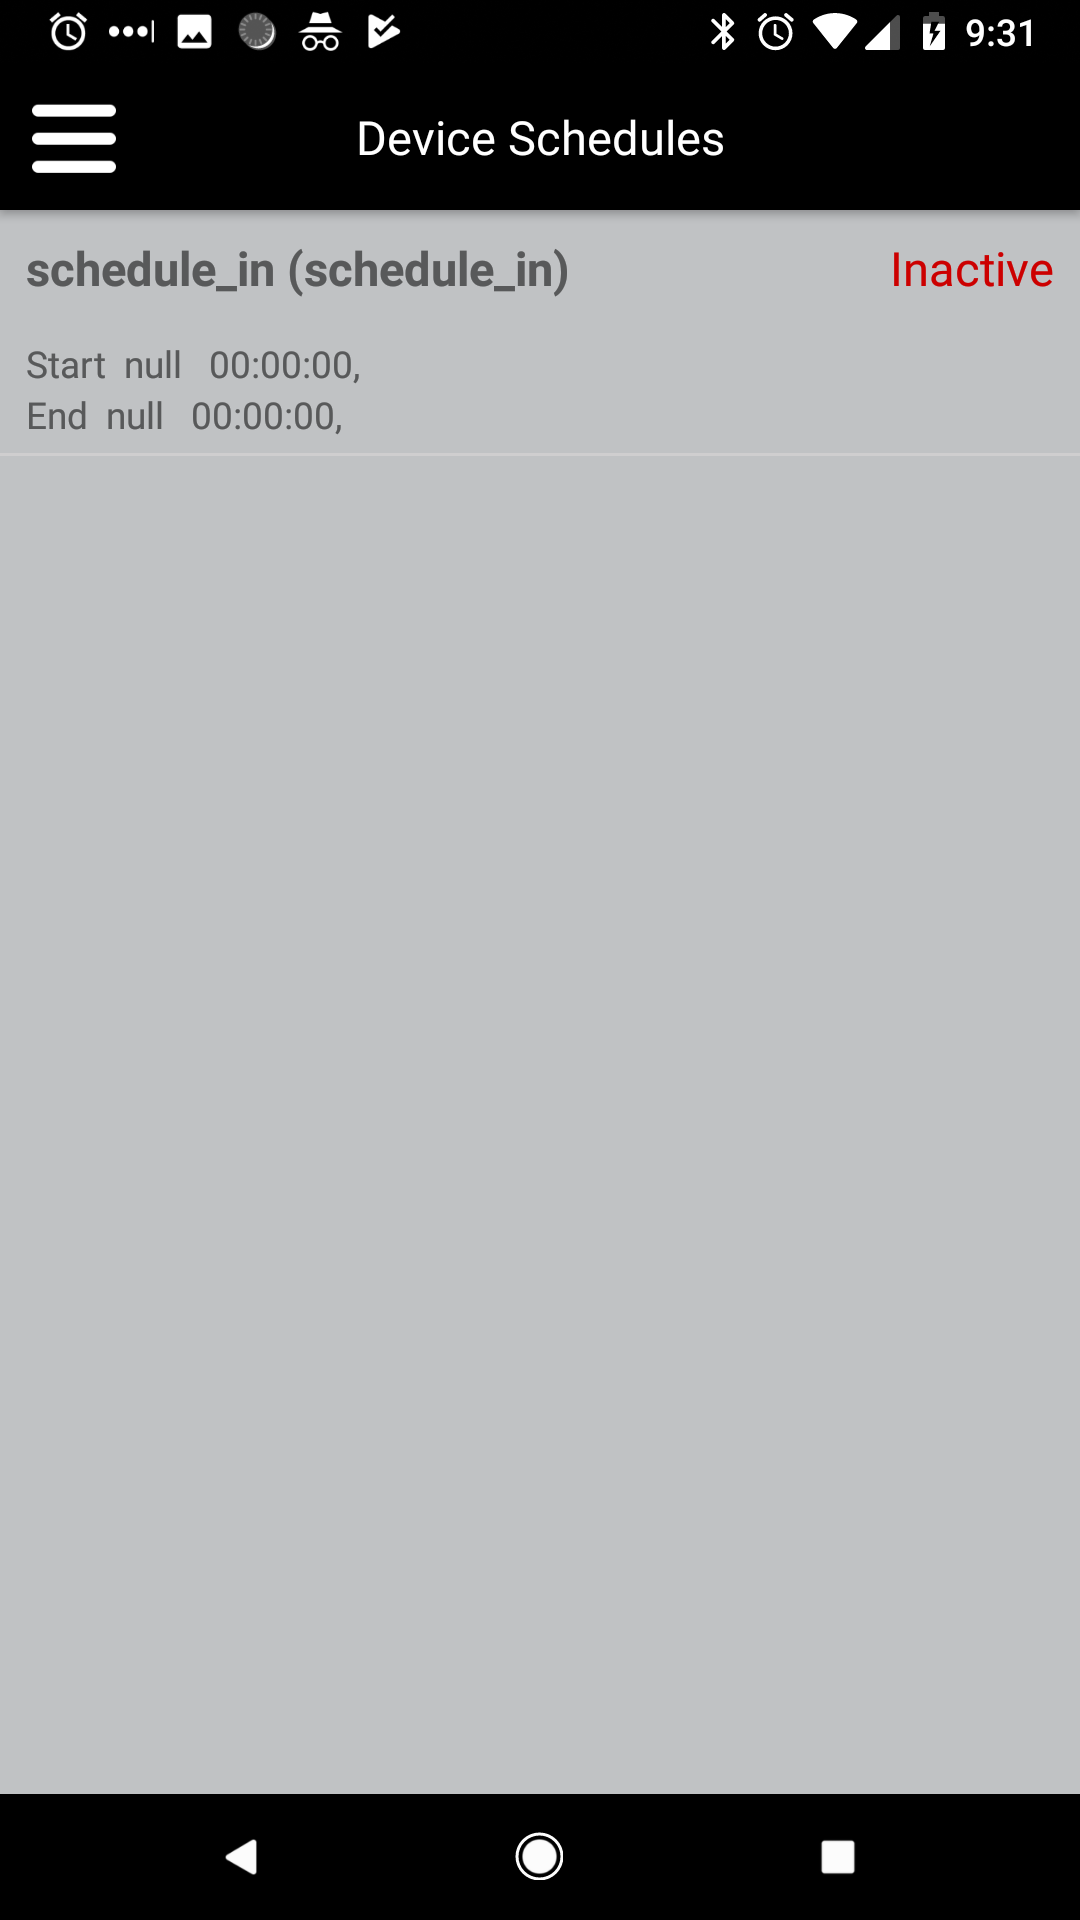 9:31
Device Schedules
schedule_in (schedule_in) Inactive
Start null 00:00:00,
End null 00:00:00,